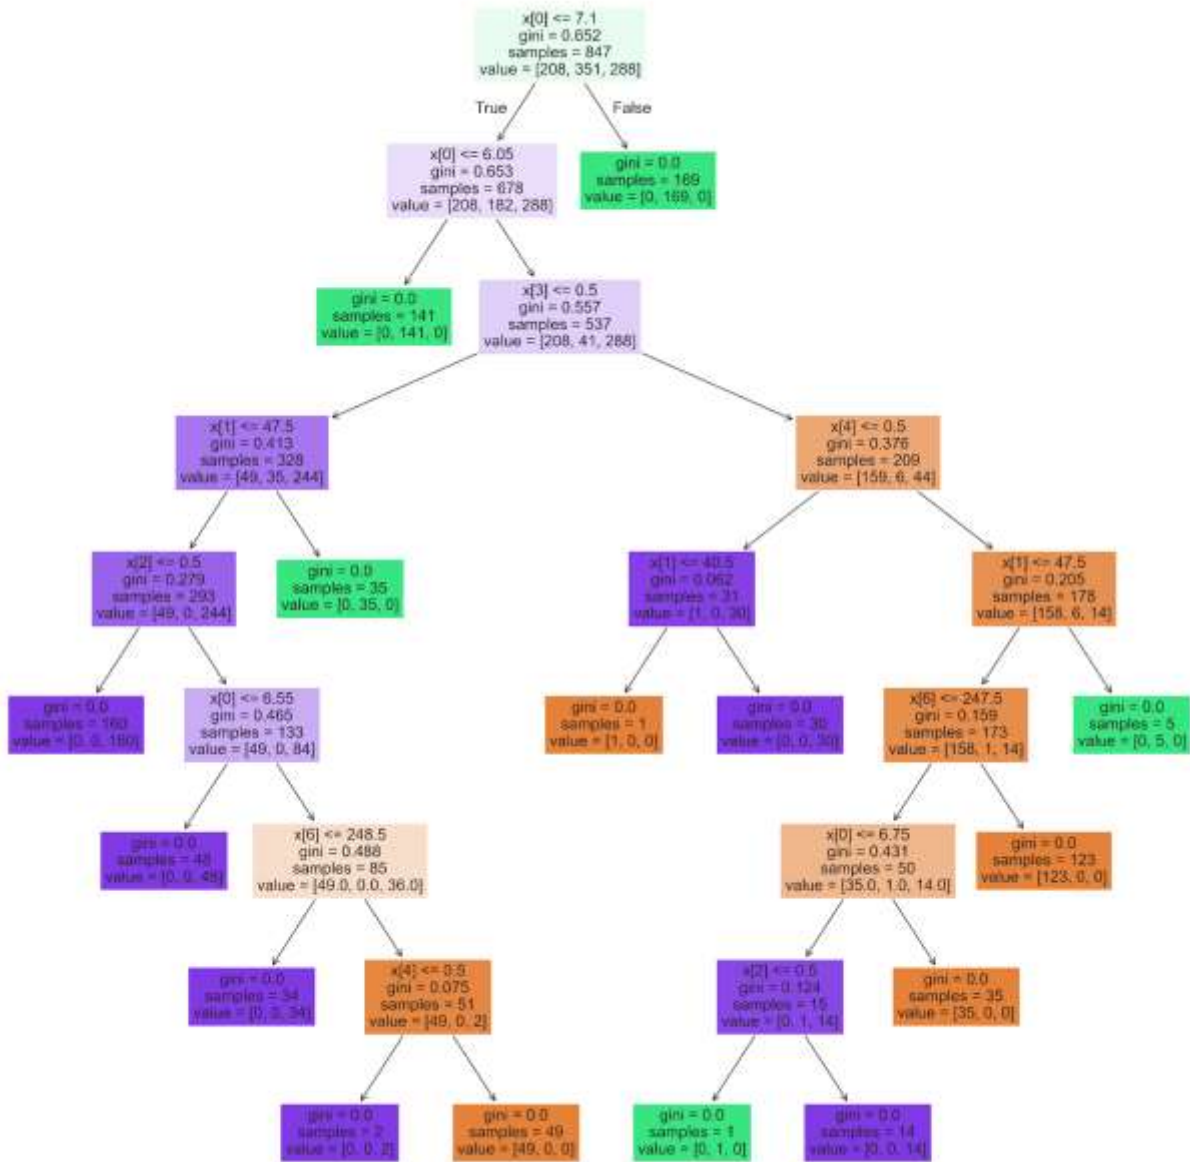 x[0] <= 7.1
gini = 0.652
samples = 847
value = [208, 351, 288]
True
False
x[0] <= 6.05
gini = 0.653
samples = 678
value = [208, 182, 288]
gini = 0.0
samples = 169
value = [0, 169, 0]
gini = 0.0
samples = 141
value = [0, 141, 0]
x[3] <= 0.5
gini = 0.557
samples = 537
value = [208, 41, 288]
x[1] <= 47.5
gini = 0.413
samples = 328
value = [49, 35, 244]
x[4] <= 0.5
gini = 0.376
samples = 209
value = [159, 6, 44]
x[2] <= 0.5
gini = 0.279
samples = 293
value = [49, 0, 244]
gini = 0.0
samples = 35
value = [0, 35, 0]
x[1] <= 40.5
gini = 0.062
samples = 31
value = [1, 0, 30]
x[1] <= 47.5
gini = 0.205
samples = 178
value = [158, 6, 14]
gini = 0.0
samples = 160
value = [0, 0, 160]
x[0] <= 6.55
gini = 0.465
samples = 133
value = [49, 0, 84]
gini = 0.0
samples = 1
value = [1, 0, 0]
gini = 0.0
samples = 30
value = [0, 0, 30]
x[6] <= 247.5
gini = 0.159
samples = 173
value = [158, 1, 14]
gini = 0.0
samples = 5
value = [0, 5, 0]
gini = 0.0
samples = 48
value = [0, 0, 48]
x[6] <= 248.5
gini = 0.488
samples = 85
value = [49.0, 0.0, 36.0]
x[0] <= 6.75
gini = 0.431
samples = 50
value = [35.0, 1.0, 14.0]
gini = 0.0
samples = 123
value = [123, 0, 0]
gini = 0.0
samples = 34
value = [0, 0, 34]
x[4] <= 0.5
gini = 0.075
samples = 51
value = [49, 0, 2]
x[2] <= 0.5
gini = 0.124
samples = 15
value = [0, 1, 14]
gini = 0.0
samples = 35
value = [35, 0, 0]
gini = 0.0
samples = 2
value = [0, 0, 2]
gini = 0.0
samples = 49
value = [49, 0, 0]
gini = 0.0
samples = 1
value = [0, 1, 0]
gini = 0.0
samples = 14
value = [0, 0, 14]